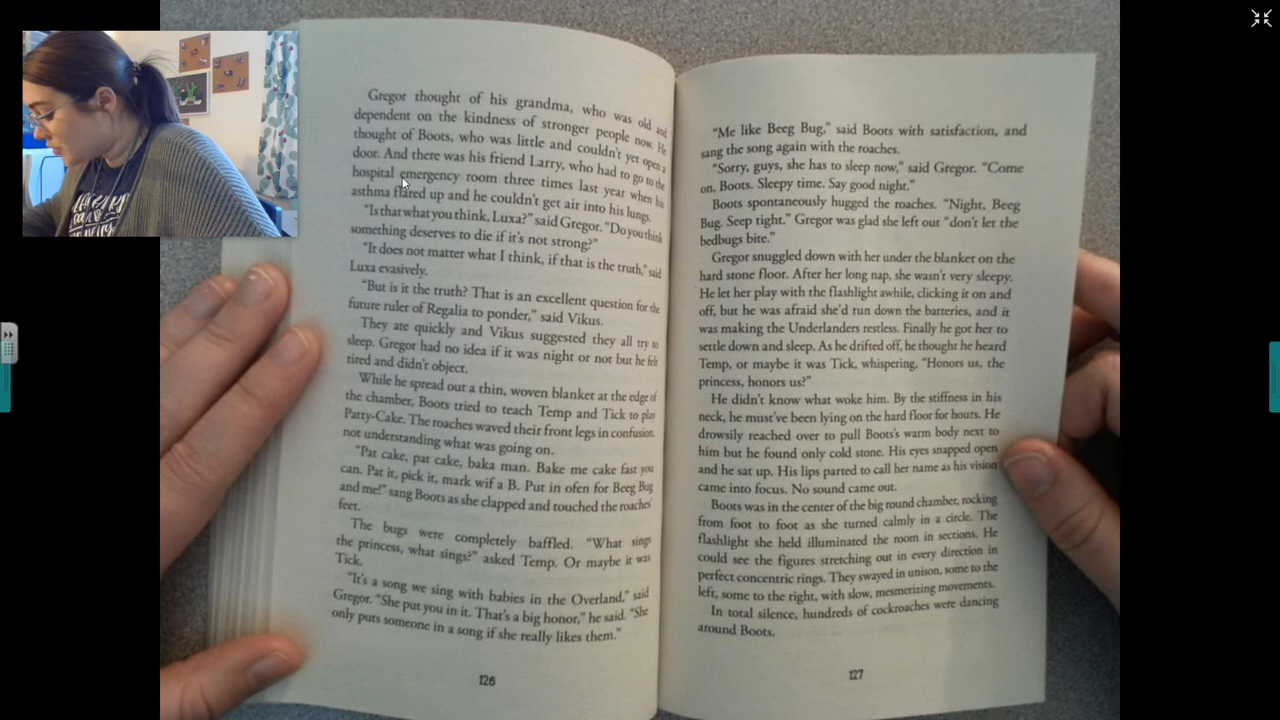 Gregor thought of his grandma, who was old and
dependent on the kindness of stronger people now. He
thought of Boots, who was little and couldn't yet open a
door. And there was his friend Larry, who had to go to the
hospital emergency room three times last year when his
asthma flared up and he couldn't get air into his lungs.
"Is that what you think, Luxa?" said Gregor. "Do you think
something deserves to die if it's not strong?"
"It does not matter what I think, if that is the truth," said
Luxa evasively.
"But is it the truth? That is an excellent question for the
future ruler of Regalia to ponder," said Vikus.
They ate quickly and Vikus suggested they all try to
sleep. Gregor had no idea if it was night or not but he felt
tired and didn't object.
While he spread out a thin, woven blanket at the edge of
the chamber, Boots tried to teach Temp and Tick to play
Patty-Cake. The roaches waved their front legs in confusion,
not understanding what was going on.
"Pat cake, pat cake, baka man. Bake me cake fast you
can. Pat it, pick it, mark wif a B. Put in ofen for Beeg Bug
and me!" sang Boots as she clapped and touched the roaches'
feet.
The bugs were completely baffled. "What sings
the princess, what sings?" asked Temp. Or maybe it was
Tick.
"It's a song we sing with babies in the Overland," said
Gregor. "She put you in it. That's a big honor," he said. "She
only puts someone in a song if she really likes them."
126
"Me like Beeg Bug," said Boots with satisfaction, and
sang the song again with the roaches.
"Sorry, guys, she has to sleep now," said Gregor. "Come
on, Boots. Sleepy time. Say good night."
Boots spontaneously hugged the roaches. "Night, Beeg
Bug. Seep tight." Gregor was glad she left out "don't let the
bedbugs bite."
Gregor snuggled down with her under the blanket on the
hard stone floor. After her long nap, she wasn't very sleepy.
He let her play with the flashlight awhile, clicking it on and
off, but he was afraid she'd run down the batteries, and it
was making the Underlanders restless. Finally he got her to
settle down and sleep. As he drifted off, he thought he heard
Temp, or maybe it was Tick, whispering, "Honors us, the
princess, honors us?"
He didn't know what woke him. By the stiffness in his
neck, he must've been lying on the hard floor for hours. He
drowsily reached over to pull Boots's warm body next to
him but he found only cold stone. His eyes snapped open
and he sat up. His lips parted to call her name as his vision
came into focus. No sound came out.
Boots was in the center of the big round chamber, rocking
from foot to foot as she turned calmly in a circle. The
flashlight she held illuminated the room in sections. He
could see the figures stretching out in every direction in
perfect concentric rings. They swayed in unison, some to the
left, some to the right, with slow, mesmerizing movements.
In total silence, hundreds of cockroaches were dancing
around Boots.
127